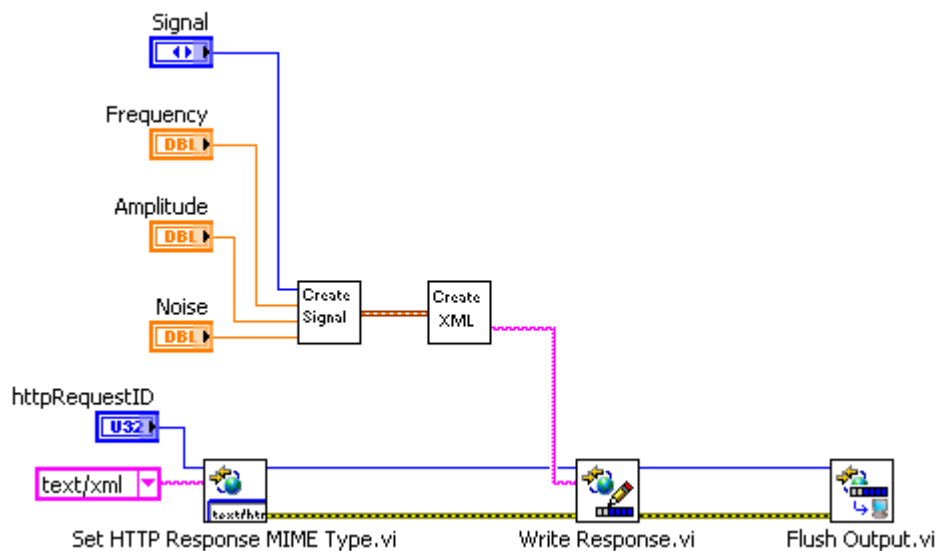 Signal
Frequency
DBL
Amplitude
DBL
Noise
DBL
Create
Signal
Create
XML
httpRequestID
U32
text/xml
Set HTTP Response MIME Type.vi
Write Response.vi
Flush Output.vi